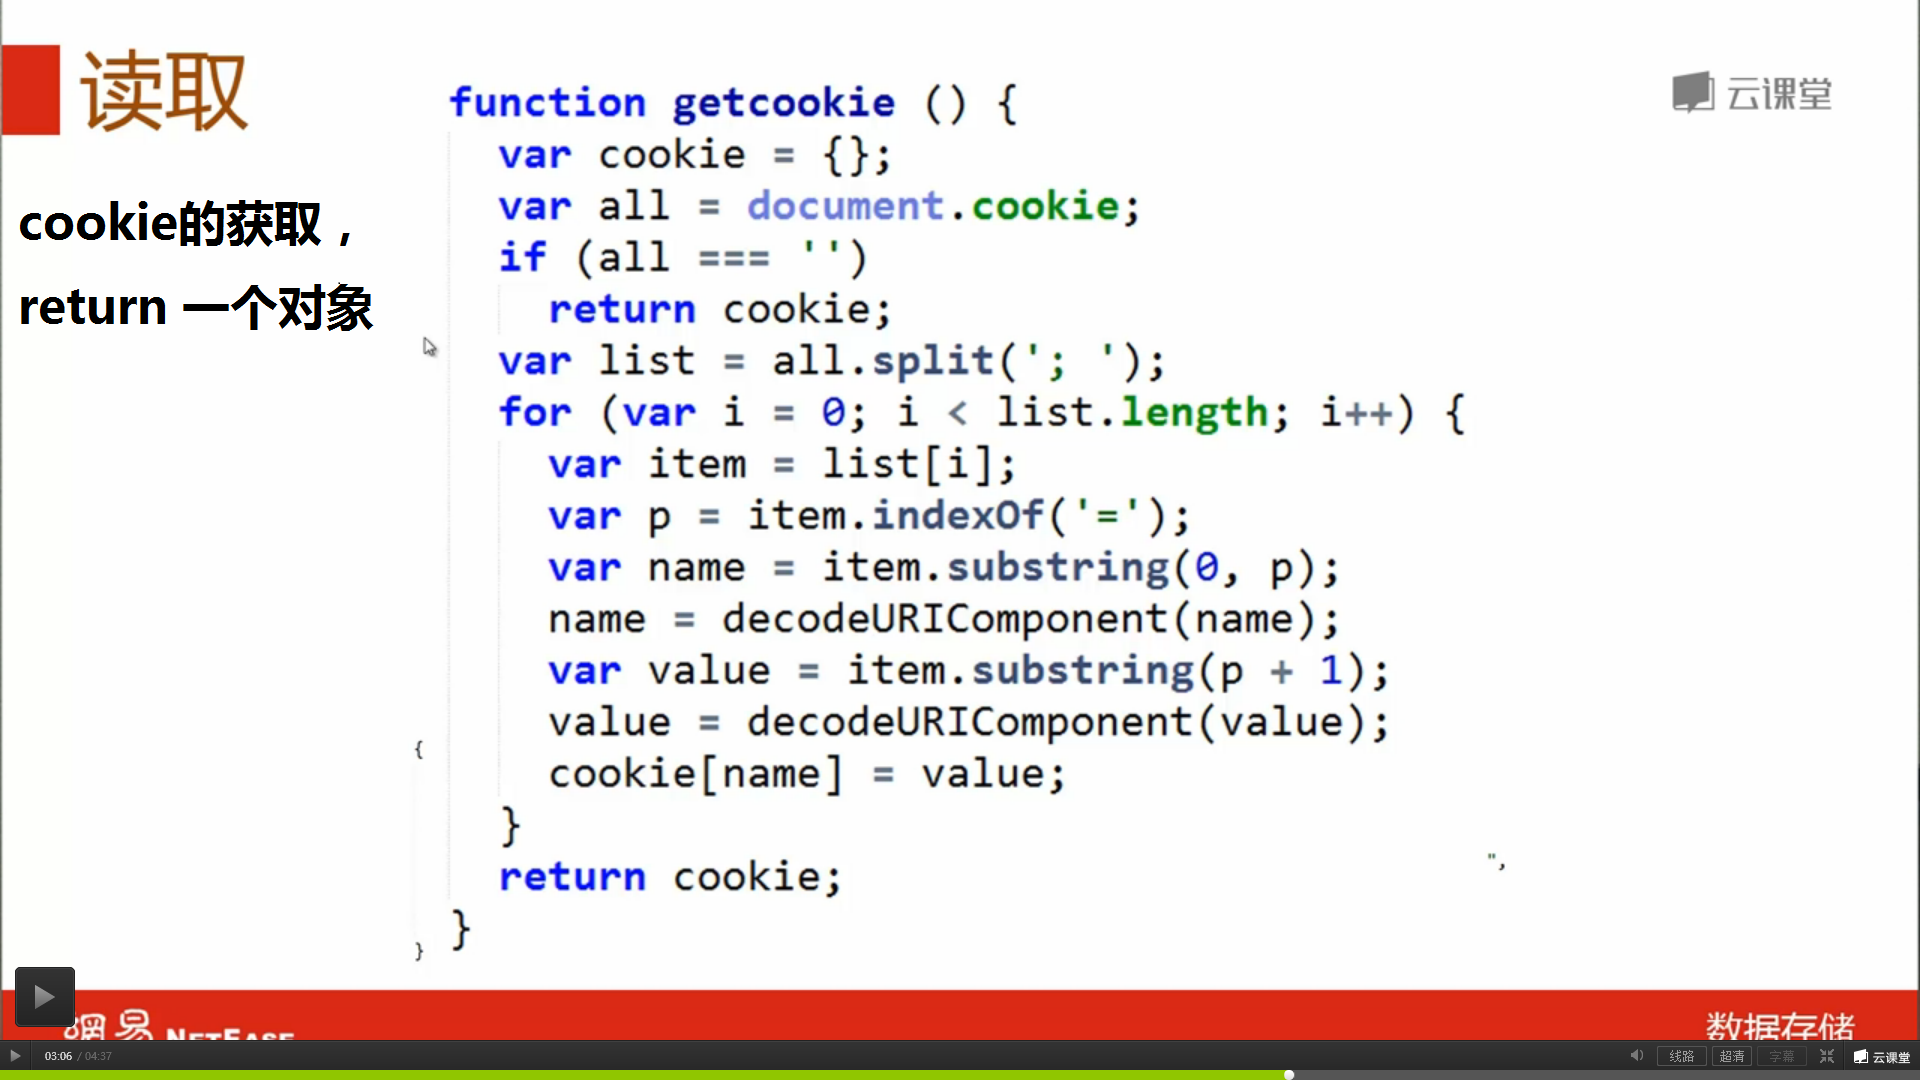 读取
云课堂
cookie的获取，
return 一个对象
function getcookie () {
  var cookie = {};
  var all = document.cookie;
  if (all === '')
    return cookie;
  var list = all.split('; ');
  for (var i = 0; i < list.length; i++) {
    var item = list[i];
    var p = item.indexOf('=');
    var name = item.substring(0, p);
    name = decodeURIComponent(name);
    var value = item.substring(p + 1);
    value = decodeURIComponent(value);
    cookie[name] = value;
  }
  return cookie;
}
{
",
}
網易 NETEASE
数据存储
03:06 / 04:37
线路 超清 字幕 云课堂